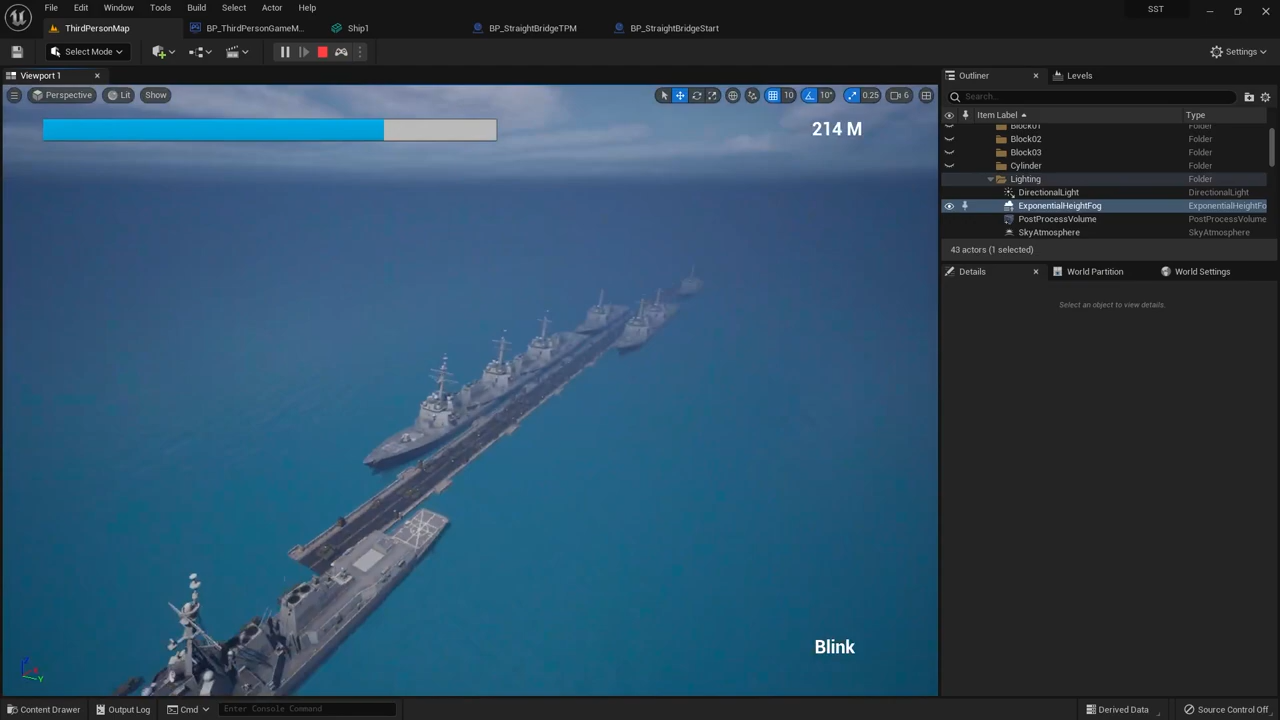 File Edit Window Tools Build Select Actor Help SST
ThirdPersonMap BP_ThirdPersonGameM... Ship1 BP_StraightBridgeTPM BP_StraightBridgeStart
Select Mode Settings
Viewport 1 Outliner Levels
Perspective Lit Show 10 10° 0.25 6 Search...
Item Label Type
214 M
Block01 Folder
Block02 Folder
Block03 Folder
Cylinder Folder
Lighting Folder
DirectionalLight DirectionalLight
ExponentialHeightFog ExponentialHeightFo
PostProcessVolume PostProcessVolume
SkyAtmosphere SkyAtmosphere
43 actors (1 selected)
Details World Partition World Settings
Select an object to view details.
Blink
Z
Y
Content Drawer Output Log Cmd Enter Console Command Derived Data Source Control Off